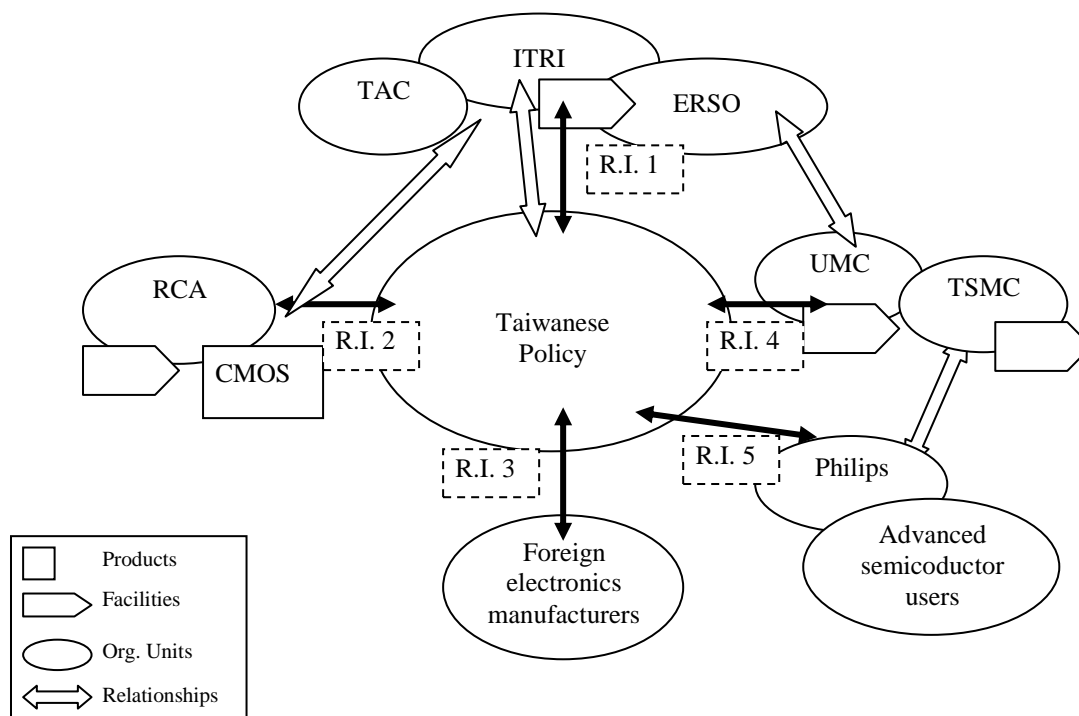 ITRI
TAC
ERSO
R.I. 1
UMC
TSMC
RCA
Taiwanese
Policy
R.I. 2
R.I. 4
CMOS
R.I. 3
R.I. 5
Philips
Foreign
electronics
manufacturers
Advanced
semicoductor
users
Products
Facilities
Org. Units
Relationships